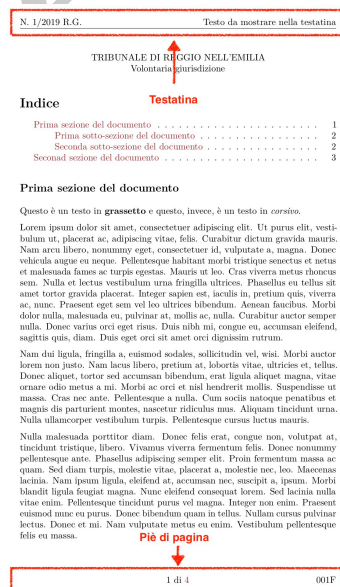 N. 1/2019 R.G. Testo da mostrare nella testatina
TRIBUNALE DI REGGIO NELL'EMILIA
Volontaria giurisdizione
Testatina
Indice
Prima sezione del documento . . . . . . . . . . . . . . . . . . . . . . . 1
Prima sotto-sezione del documento . . . . . . . . . . . . . . . . . 2
Seconda sotto-sezione del documento . . . . . . . . . . . . . . . . 2
Seconad sezione del documento . . . . . . . . . . . . . . . . . . . . . . 3
Prima sezione del documento
Questo è un testo in grassetto e questo, invece, è un testo in corsivo.
Lorem ipsum dolor sit amet, consectetuer adipiscing elit. Ut purus elit, vesti-
bulum ut, placerat ac, adipiscing vitae, felis. Curabitur dictum gravida mauris.
Nam arcu libero, nonummy eget, consectetuer id, vulputate a, magna. Donec
vehicula augue eu neque. Pellentesque habitant morbi tristique senectus et netus
et malesuada fames ac turpis egestas. Mauris ut leo. Cras viverra metus rhoncus
sem. Nulla et lectus vestibulum urna fringilla ultrices. Phasellus eu tellus sit
amet tortor gravida placerat. Integer sapien est, iaculis in, pretium quis, viverra
ac, nunc. Praesent eget sem vel leo ultrices bibendum. Aenean faucibus. Morbi
dolor nulla, malesuada eu, pulvinar at, mollis ac, nulla. Curabitur auctor semper
nulla. Donec varius orci eget risus. Duis nibh mi, congue eu, accumsan eleifend,
sagittis quis, diam. Duis eget orci sit amet orci dignissim rutrum.
Nam dui ligula, fringilla a, euismod sodales, sollicitudin vel, wisi. Morbi auctor
lorem non justo. Nam lacus libero, pretium at, lobortis vitae, ultricies et, tellus.
Donec aliquet, tortor sed accumsan bibendum, erat ligula aliquet magna, vitae
ornare odio metus a mi. Morbi ac orci et nisl hendrerit mollis. Suspendisse ut
massa. Cras nec ante. Pellentesque a nulla. Cum sociis natoque penatibus et
magnis dis parturient montes, nascetur ridiculus mus. Aliquam tincidunt urna.
Nulla ullamcorper vestibulum turpis. Pellentesque cursus luctus mauris.
Nulla malesuada porttitor diam. Donec felis erat, congue non, volutpat at,
tincidunt tristique, libero. Vivamus viverra fermentum felis. Donec nonummy
pellentesque ante. Phasellus adipiscing semper elit. Proin fermentum massa ac
quam. Sed diam turpis, molestie vitae, placerat a, molestie nec, leo. Maecenas
lacinia. Nam ipsum ligula, eleifend at, accumsan nec, suscipit a, ipsum. Morbi
blandit ligula feugiat magna. Nunc eleifend consequat lorem. Sed lacinia nulla
vitae enim. Pellentesque tincidunt purus vel magna. Integer non enim. Praesent
euismod nunc eu purus. Donec bibendum quam in tellus. Nullam cursus pulvinar
lectus. Donec et mi. Nam vulputate metus eu enim. Vestibulum pellentesque
felis eu massa.
Piè di pagina
1 di 4 001F